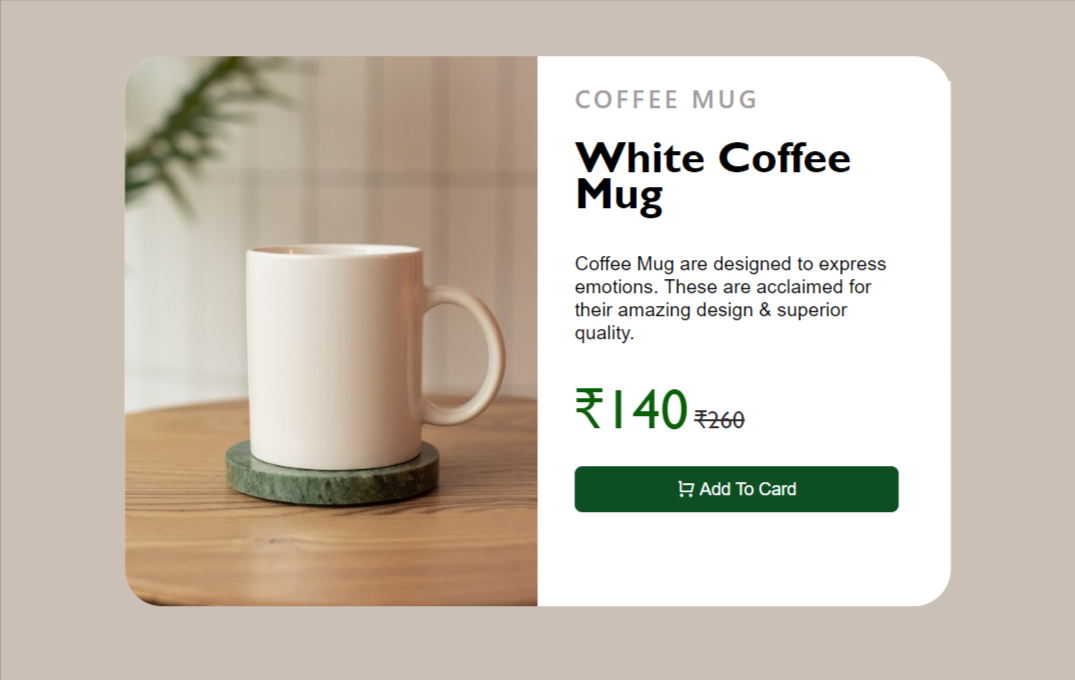 COFFEE MUG
White Coffee
Mug
Coffee Mug are designed to express
emotions. These are acclaimed for
their amazing design & superior
quality.
₹140 ₹260
Add To Card